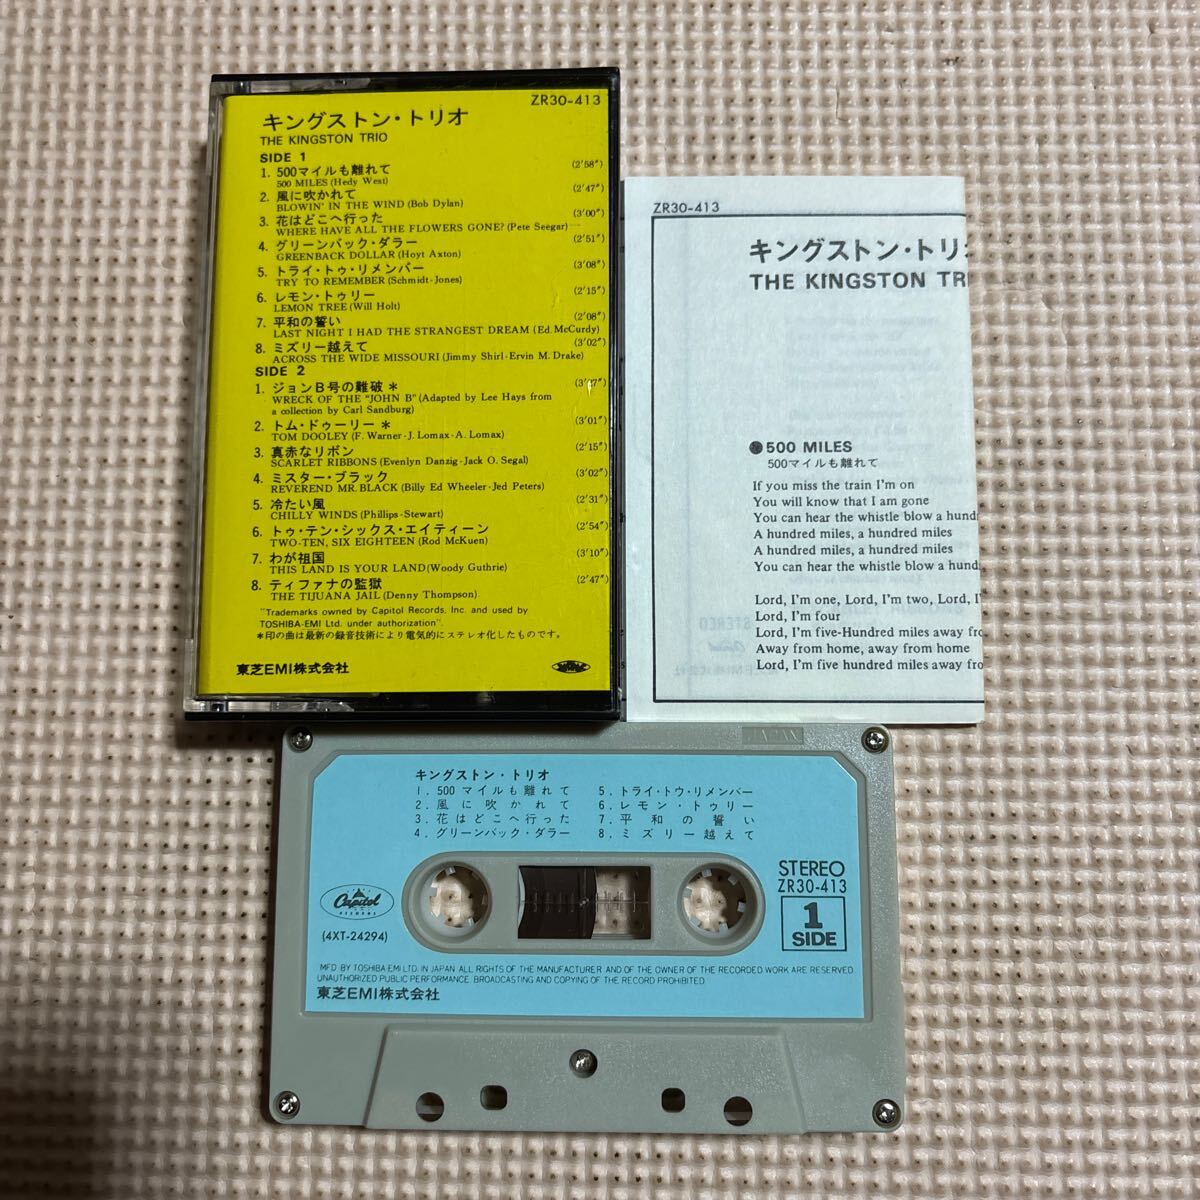 ZR30-413
キングストン・トリオ
THE KINGSTON TRIO
SIDE 1
1. 500マイルも離れて (2'58")
500 MILES (Hedy West)
2. 風に吹かれて (2'47")
BLOWIN' IN THE WIND (Bob Dylan)
3. 花はどこへ行った (3'00")
WHERE HAVE ALL THE FLOWERS GONE? (Pete Seegar)
4. グリーンバック・ダラー (2'51")
GREENBACK DOLLAR (Hoyt Axton)
5. トライ・トゥ・リメンバー (3'08")
TRY TO REMEMBER (Schmidt-Jones)
6. レモン・トゥリー (2'15")
LEMON TREE (Will Holt)
7. 平和の誓い (2'08")
LAST NIGHT I HAD THE STRANGEST DREAM (Ed. McCurdy)
8. ミズリー越えて (3'02")
ACROSS THE WIDE MISSOURI (Jimmy Shirl-Ervin M. Drake)
SIDE 2
1. ジョンB号の難破 *
WRECK OF THE "JOHN B" (Adapted by Lee Hays from
a collection by Carl Sandburg)
2. トム・ドゥーリー * (3'01")
TOM DOOLEY (F. Warner-J. Lomax-A. Lomax)
3. 真赤なリボン (2'15")
SCARLET RIBBONS (Evenlyn Danzig-Jack O. Segal)
4. ミスター・ブラック (3'02")
REVEREND MR. BLACK (Billy Ed Wheeler-Jed Peters)
5. 冷たい風 (2'31")
CHILLY WINDS (Phillips-Stewart)
6. トゥ・テン・シックス・エイティーン (2'54")
TWO-TEN, SIX EIGHTEEN (Rod McKuen)
7. わが祖国 (3'10")
THIS LAND IS YOUR LAND (Woody Guthrie)
8. ティファナの監獄 (2'47")
THE TIJUANA JAIL (Denny Thompson)
"Trademarks owned by Capitol Records, Inc. and used by
TOSHIBA-EMI Ltd. under authorization".
*印の曲は最新の録音技術により電気的にステレオ化したものです。
東芝EMI株式会社
ZR30-413
キングストン・トリ
THE KINGSTON TR
●500 MILES
500マイルも離れて
If you miss the train I'm on
You will know that I am gone
You can hear the whistle blow a hund
A hundred miles, a hundred miles
A hundred miles, a hundred miles
You can hear the whistle blow a hund
Lord, I'm one, Lord, I'm two, Lord, I'
Lord, I'm four
Lord, I'm five-Hundred miles away fro
Away from home, away from home
Lord, I'm five hundred miles away fro
JAPAN
キングストン・トリオ
1. 500マイルも離れて
2. 風に吹かれて
3. 花はどこへ行った
4. グリーンバック・ダラー
5. トライ・トウ・リメンバー
6. レモン・トゥリー
7. 平和の誓い
8. ミズリー越えて
STEREO
ZR30-413
1
SIDE
Capitol
RECORDS
(4XT-24294)
MFD BY TOSHIBA-EMI LTD. IN JAPAN ALL RIGHTS OF THE MANUFACTURER AND OF THE OWNER OF THE RECORDED WORK ARE RESERVED.
UNAUTHORIZED PUBLIC PERFORMANCE, BROADCASTING AND COPYING OF THE RECORD PROHIBITED.
東芝EMI株式会社